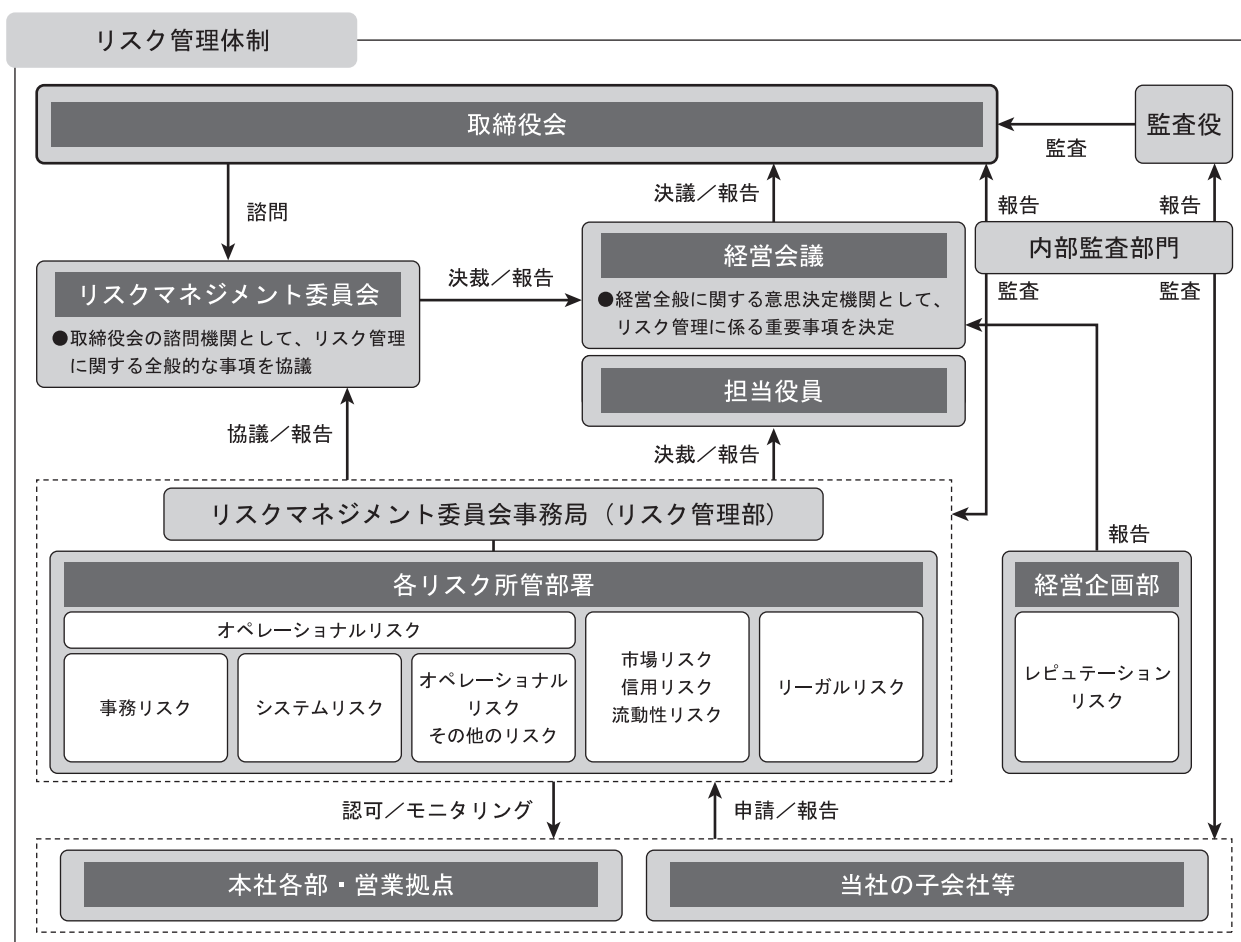 リスク管理体制
取締役会
監査役
監査
諮問
決議／報告
報告
報告
内部監査部門
監査
監査
リスクマネジメント委員会
●取締役会の諮問機関として、リスク管理
に関する全般的な事項を協議
決裁／報告
経営会議
●経営全般に関する意思決定機関として、
リスク管理に係る重要事項を決定
担当役員
協議／報告
決裁／報告
リスクマネジメント委員会事務局（リスク管理部）
各リスク所管部署
オペレーショナルリスク
事務リスク
システムリスク
オペレーショナル
リスク
その他のリスク
市場リスク
信用リスク
流動性リスク
リーガルリスク
報告
経営企画部
レピュテーション
リスク
認可／モニタリング
申請／報告
本社各部・営業拠点
当社の子会社等